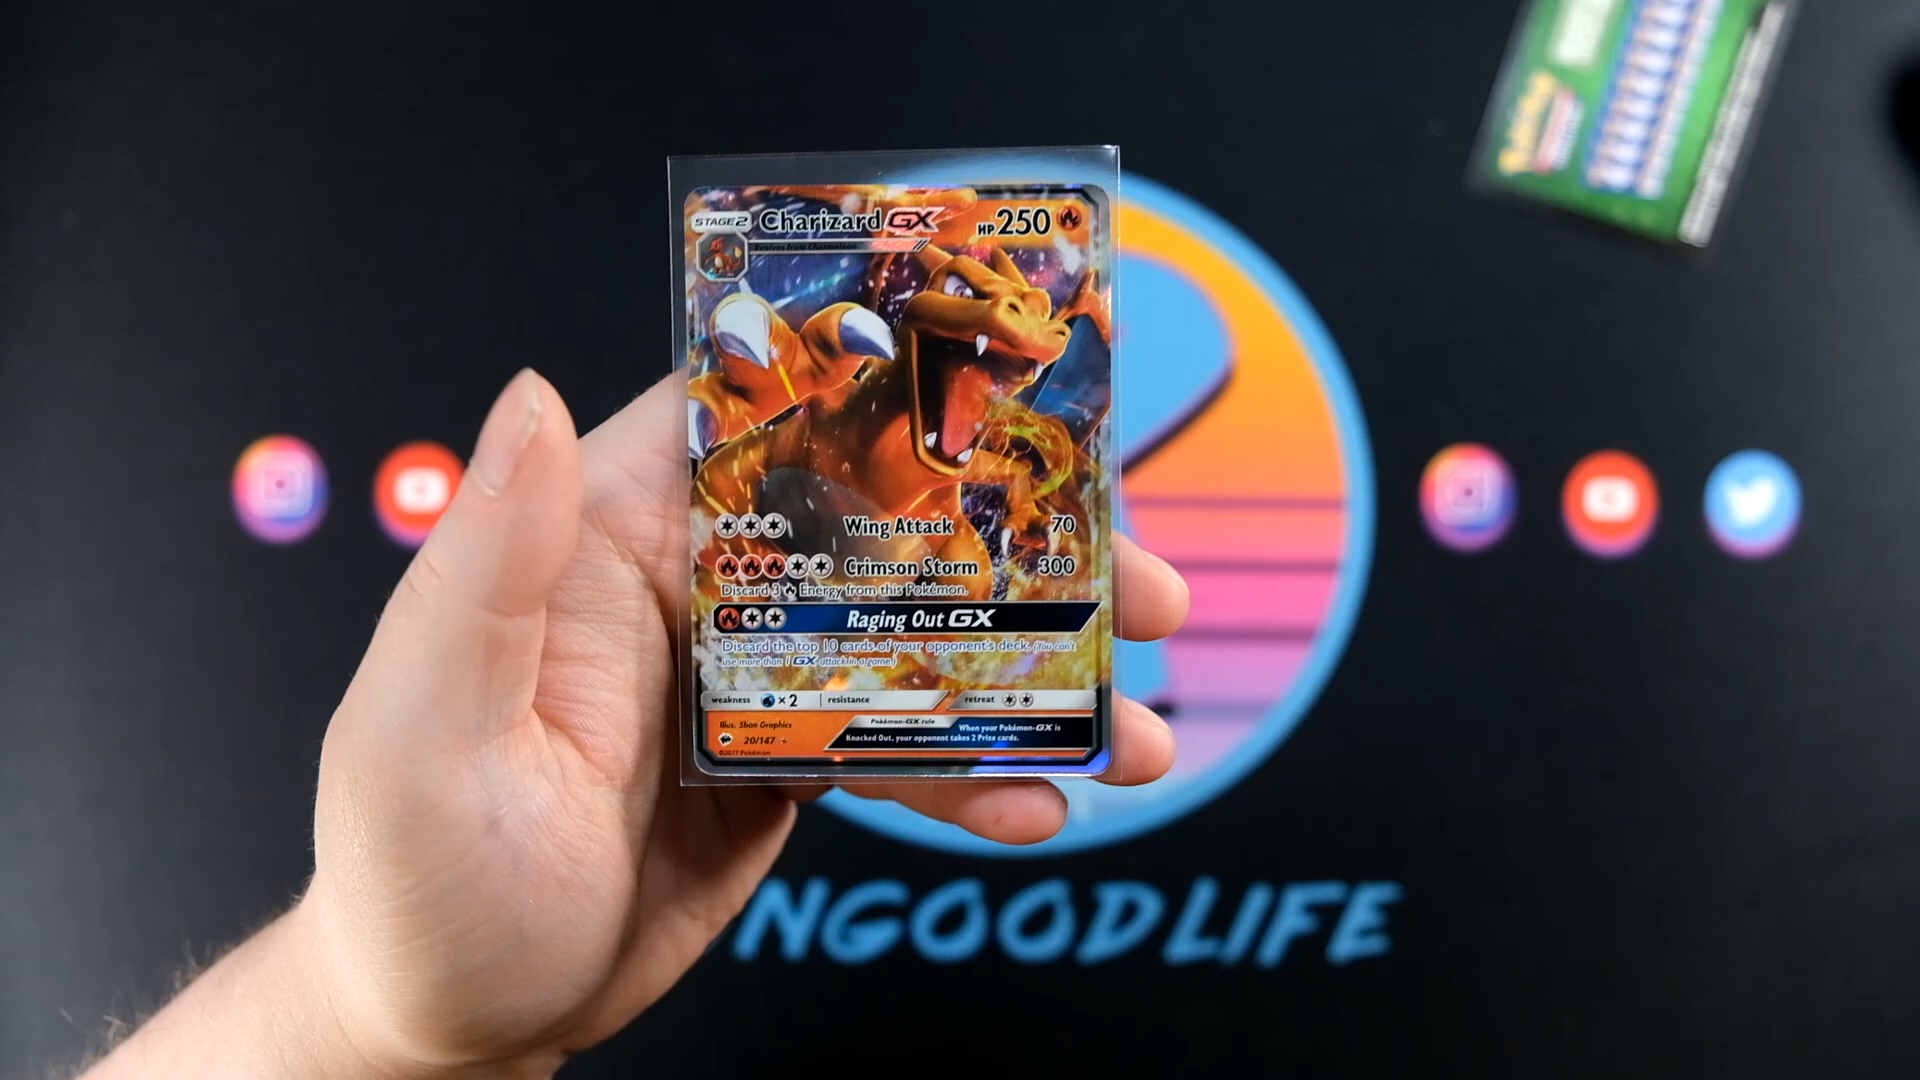 STAGE2 Charizard GX HP250
Evolves from Charmeleon
Wing Attack 70
Crimson Storm 300
Discard 3 Energy from this Pokémon.
Raging Out GX
Discard the top 10 cards of your opponent's deck. (You can't
use more than 1 GX attack in a game.)
weakness ×2 resistance retreat
Illus. 5ban Graphics
20/147
©2017 Pokémon
Pokémon-GX rule
When your Pokémon-GX is
Knocked Out, your opponent takes 2 Prize cards.
NGOODLIFE
Pokémon